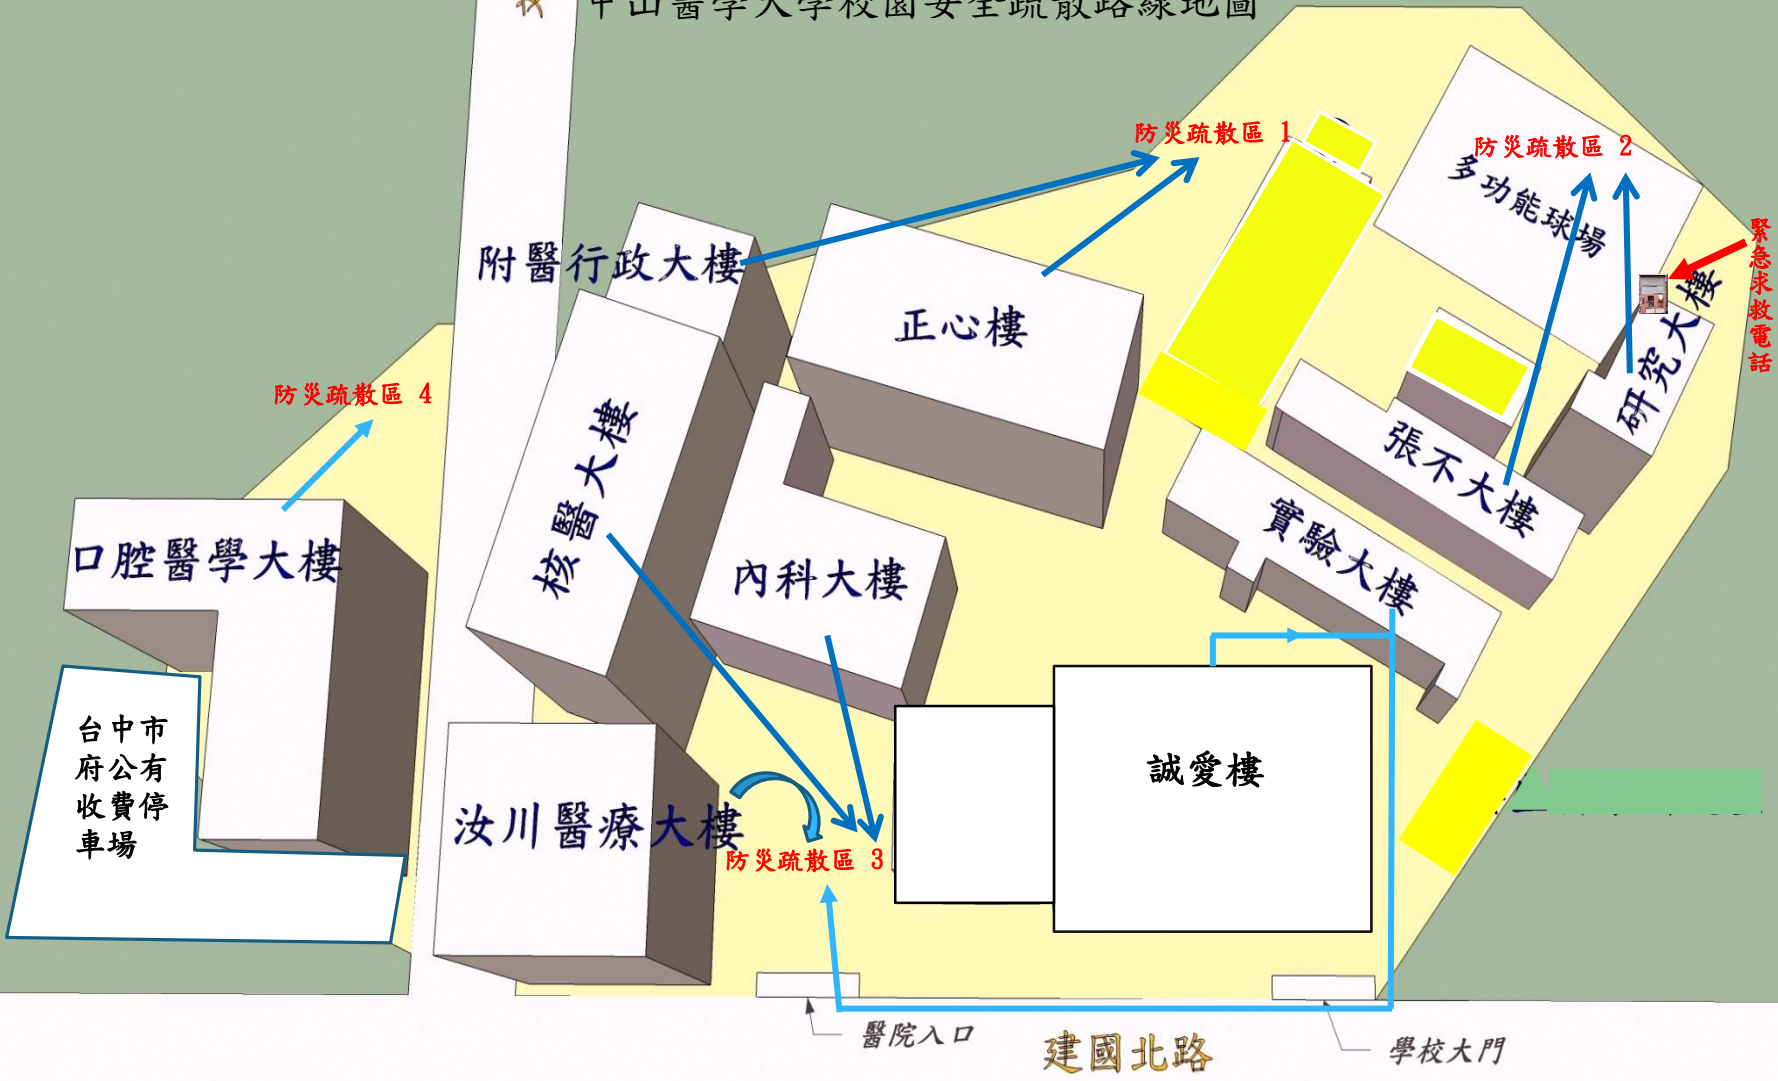 中山醫學大學校園安全疏散路線地圖
防災疏散區 1
防災疏散區 2
多功能球場
緊急求救電話
附醫行政大樓
正心樓
研究大樓
防災疏散區 4
核醫大樓
張不大樓
實驗大樓
口腔醫學大樓
內科大樓
台中市
府公有
收費停
車場
誠愛樓
汝川醫療大樓
防災疏散區 3
醫院入口
建國北路
學校大門